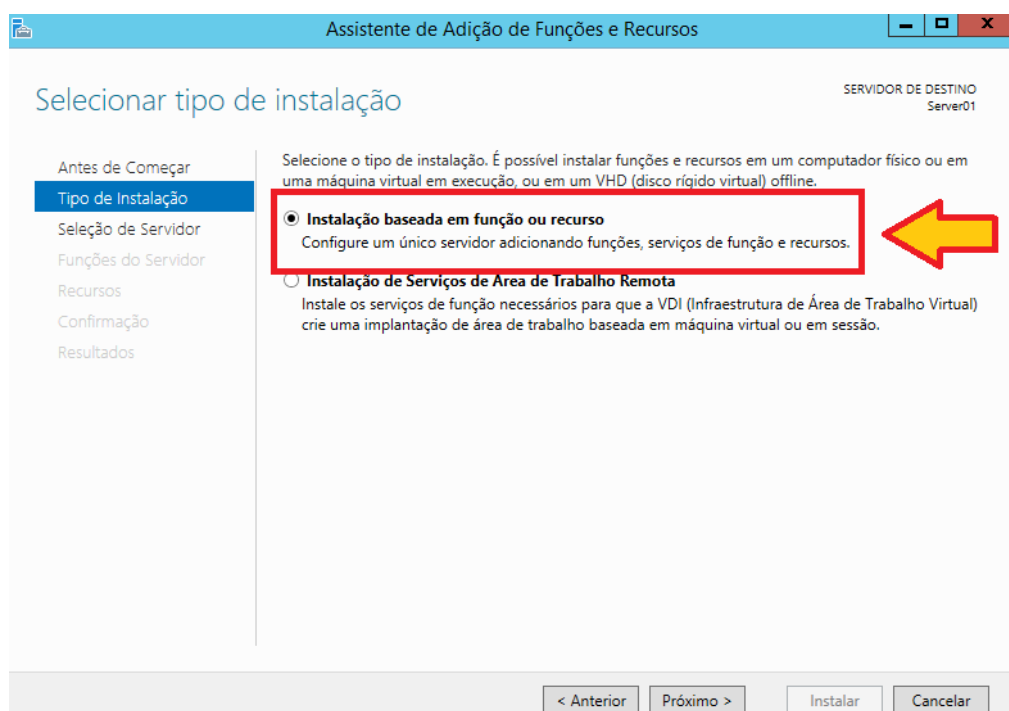 Assistente de Adição de Funções e Recursos
Selecionar tipo de instalação
SERVIDOR DE DESTINO
Server01
Antes de Começar
Tipo de Instalação
Seleção de Servidor
Funções do Servidor
Recursos
Confirmação
Resultados
Selecione o tipo de instalação. É possível instalar funções e recursos em um computador físico ou em
uma máquina virtual em execução, ou em um VHD (disco rígido virtual) offline.
Instalação baseada em função ou recurso
Configure um único servidor adicionando funções, serviços de função e recursos.
Instalação de Serviços de Área de Trabalho Remota
Instale os serviços de função necessários para que a VDI (Infraestrutura de Área de Trabalho Virtual)
crie uma implantação de área de trabalho baseada em máquina virtual ou em sessão.
< Anterior
Próximo >
Instalar
Cancelar